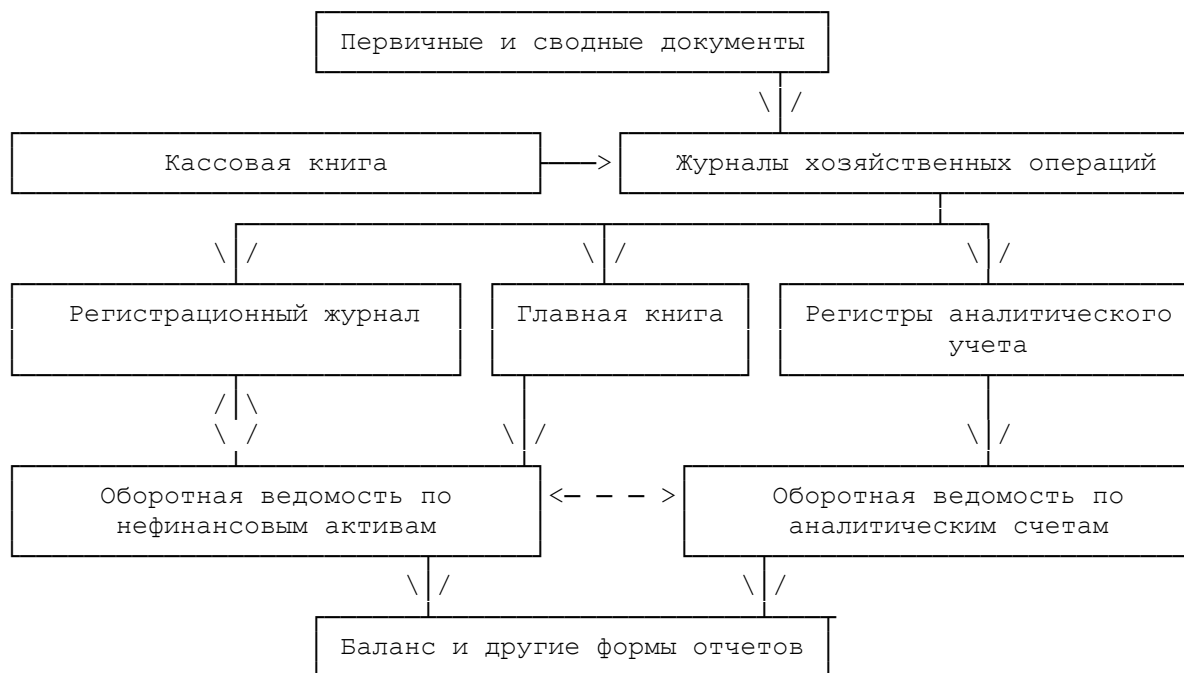 Первичные и сводные документы
Кассовая книга
Журналы хозяйственных операций
Регистрационный журнал
Главная книга
Регистры аналитического
учета
Оборотная ведомость по
нефинансовым активам
Оборотная ведомость по
аналитическим счетам
Баланс и другие формы отчетов